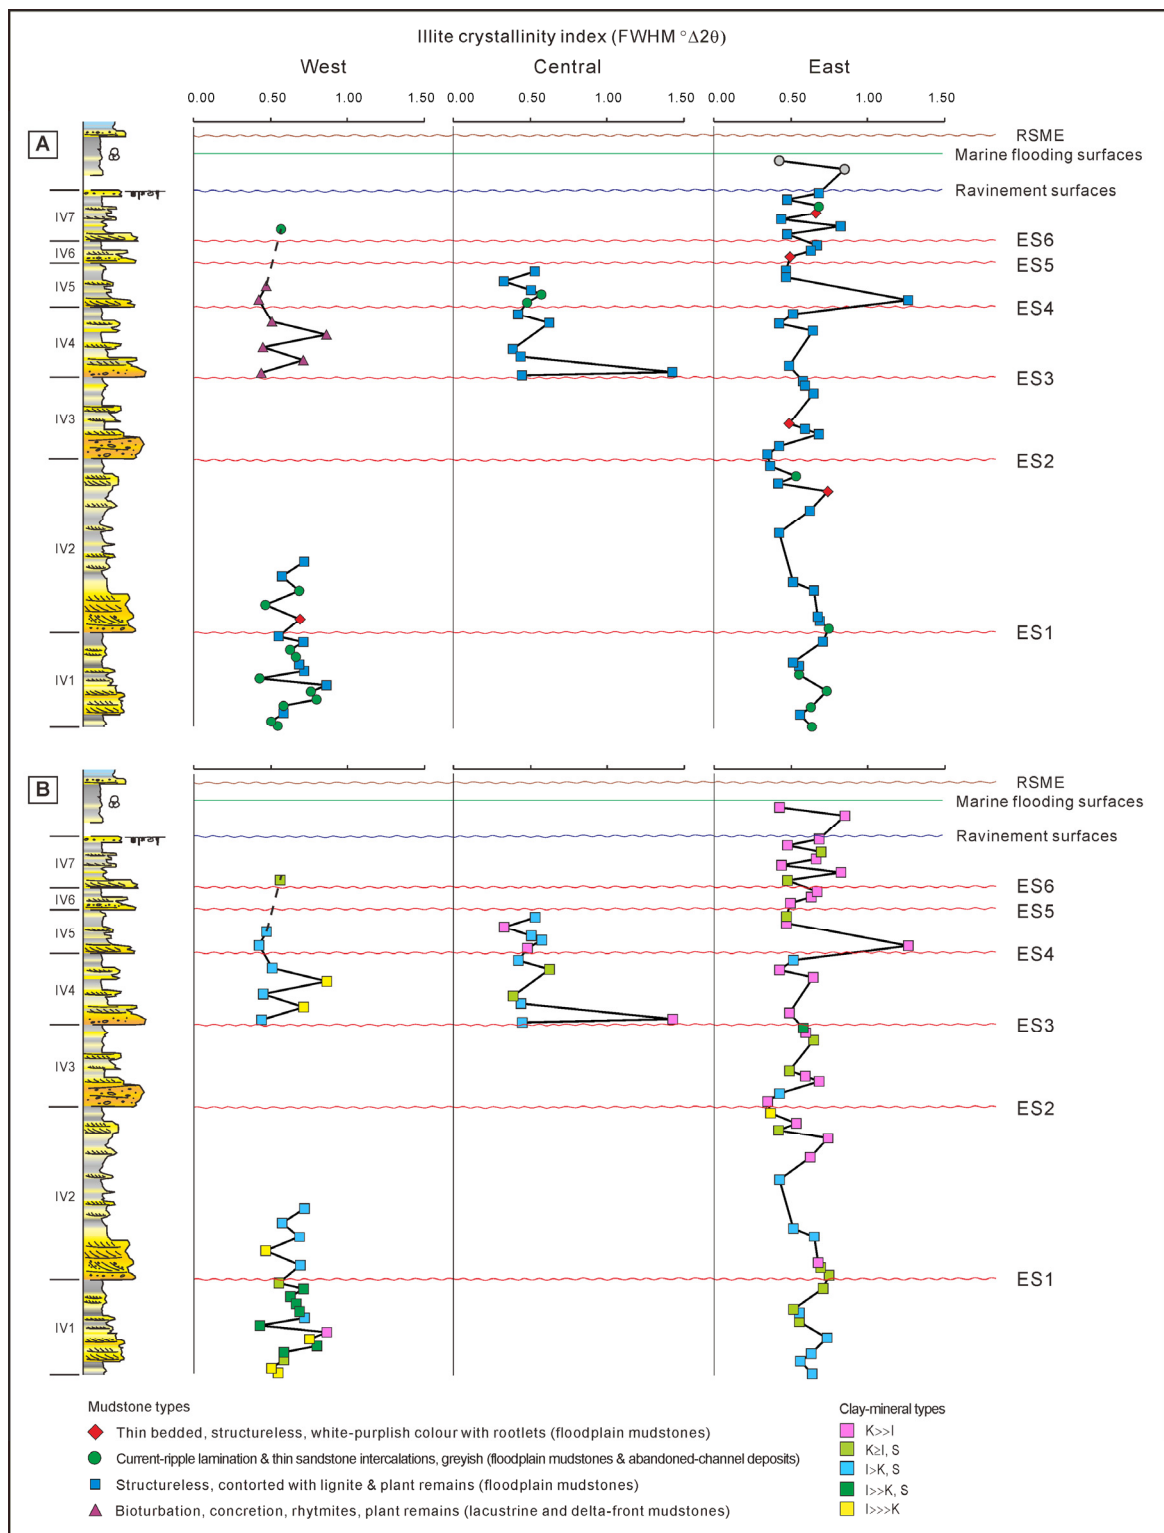 Illite crystallinity index (FWHM °Δ2θ)
West Central East
0.00 0.50 1.00 1.50 0.00 0.50 1.00 1.50 0.00 0.50 1.00 1.50
A
RSME
Marine flooding surfaces
Ravinement surfaces
IV7
ES6
IV6
ES5
IV5
ES4
IV4
ES3
IV3
ES2
IV2
ES1
IV1
B
RSME
Marine flooding surfaces
Ravinement surfaces
IV7
ES6
IV6
ES5
IV5
ES4
IV4
ES3
IV3
ES2
IV2
ES1
IV1
Mudstone types
Thin bedded, structureless, white-purplish colour with rootlets (floodplain mudstones)
Current-ripple lamination & thin sandstone intercalations, greyish (floodplain mudstones & abandoned-channel deposits)
Structureless, contorted with lignite & plant remains (floodplain mudstones)
Bioturbation, concretion, rhytmites, plant remains (lacustrine and delta-front mudstones)
Clay-mineral types
K>>I
K≥I, S
I>K, S
I>>K, S
I>>>K